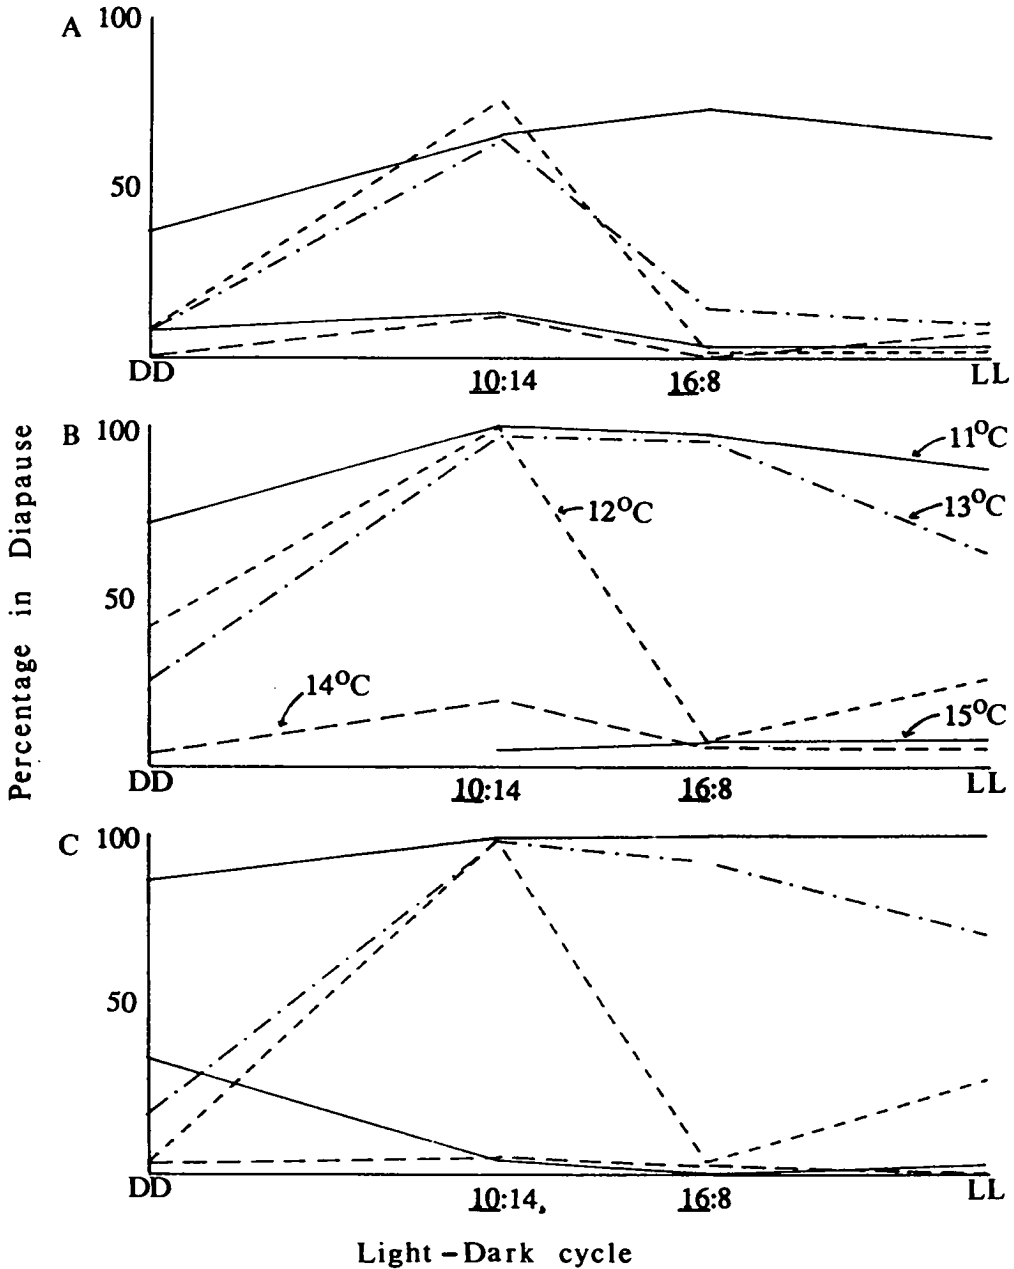 A
100
50
DD
10:14
16:8
LL
B
100
50
11°C
12°C
13°C
14°C
15°C
DD
10:14
16:8
LL
C
100
50
DD
10:14.
16:8
LL
Percentage in Diapause
Light-Dark cycle